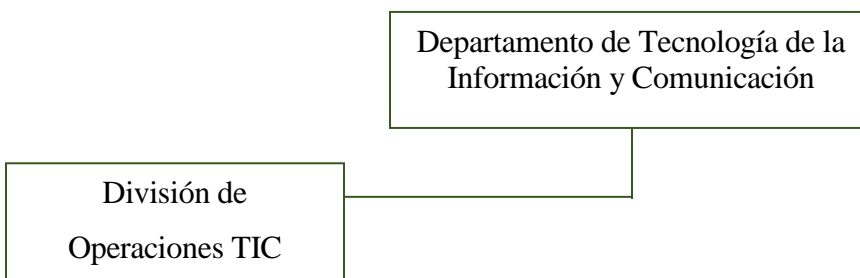 Departamento de Tecnología de la
Información y Comunicación
División de
Operaciones TIC